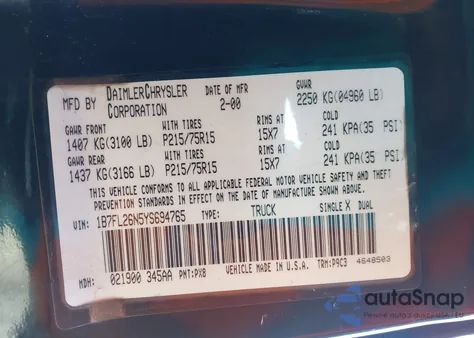 MFD BY DAIMLERCHRYSLER CORPORATION DATE OF MFR 2-00 GVWR 2250 KG(04960 LB)
GAWR FRONT WITH TIRES RIMS AT COLD
1407 KG(3100 LB) P215/75R15 15X7 241 KPA(35 PSI)
GAWR REAR WITH TIRES RIMS AT COLD
1437 KG(3166 LB) P215/75R15 15X7 241 KPA(35 PSI)
THIS VEHICLE CONFORMS TO ALL APPLICABLE FEDERAL MOTOR VEHICLE SAFETY AND THEFT
PREVENTION STANDARDS IN EFFECT ON THE DATE OF MANUFACTURE SHOWN ABOVE.
VIN: 1B7FL26N5YS694765 TYPE: TRUCK SINGLE X DUAL
MDH: 021900 345AA PNT:PX8 VEHICLE MADE IN U.S.A. TRM:P9C3 4648503
autoSnap